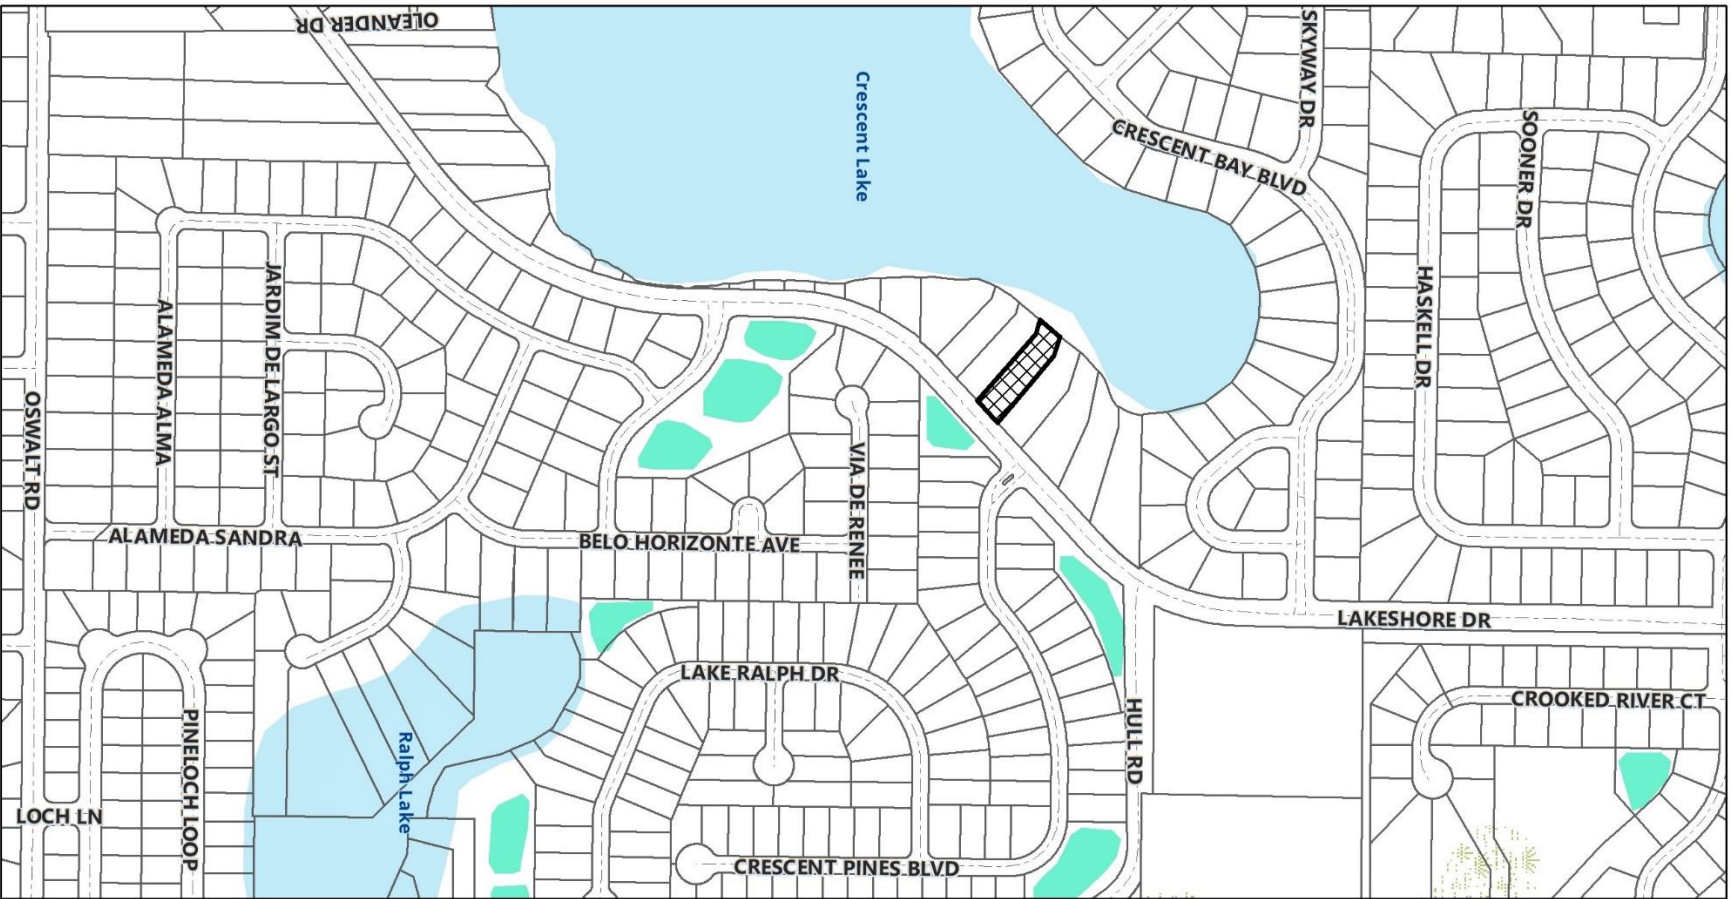 OLEANDER DR
Crescent Lake
SKYWAY DR
CRESCENT BAY BLVD
SOONER DR
HASKELL DR
ALAMEDA ALMA
JARDIM DE LARGO ST
OSWALT RD
VIA DE RENEE
ALAMEDA SANDRA
BELO HORIZONTE AVE
LAKESHORE DR
LAKE RALPH DR
CROOKED RIVER CT
HULL RD
PINELOCH LOOP
Ralph Lake
LOCH LN
CRESCENT PINES BLVD